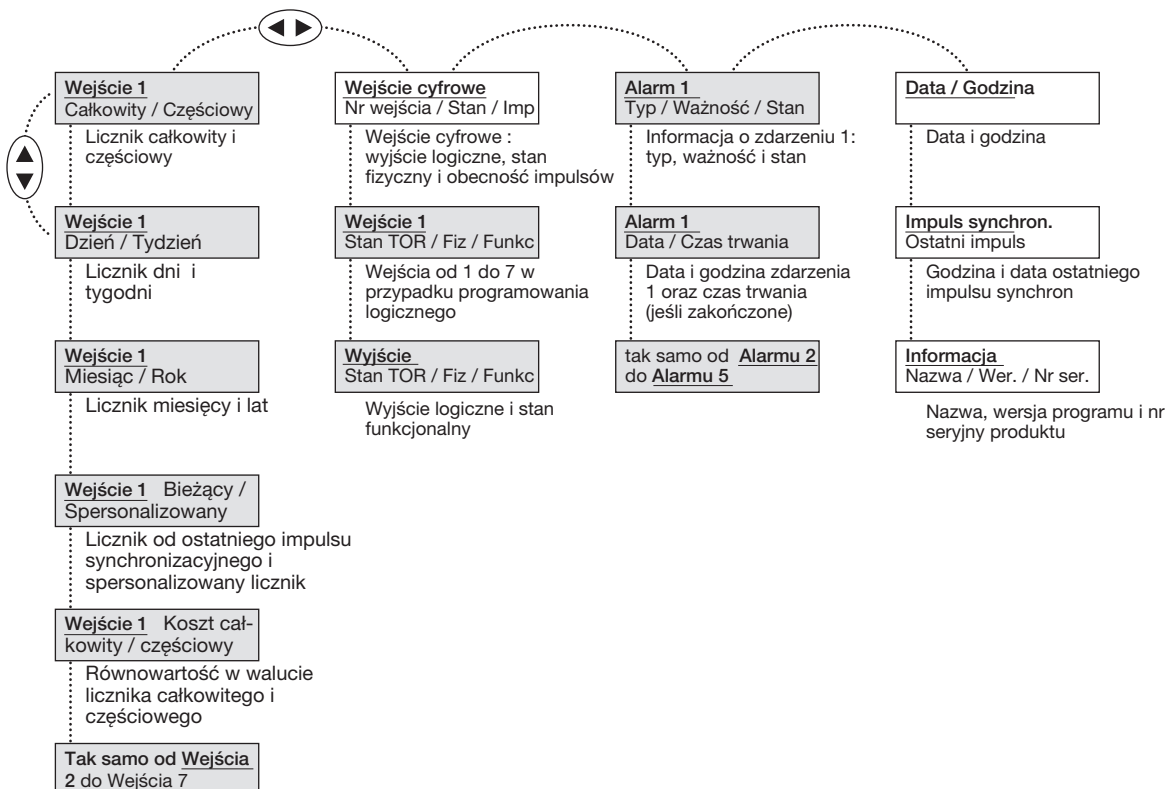 Wejście 1
Całkowity / Częściowy
Licznik całkowity i
częściowy
Wejście 1
Dzień / Tydzień
Licznik dni i
tygodni
Wejście 1
Miesiąc / Rok
Licznik miesięcy i lat
Wejście 1 Bieżący /
Spersonalizowany
Licznik od ostatniego impulsu
synchronizacyjnego i
spersonalizowany licznik
Wejście 1 Koszt cał-
kowity / częściowy
Równowartość w walucie
licznika całkowitego i
częściowego
Tak samo od Wejścia
2 do Wejścia 7
Wejście cyfrowe
Nr wejścia / Stan / Imp
Wejście cyfrowe :
wyjście logiczne, stan
fizyczny i obecność impulsów
Wejście 1
Stan TOR / Fiz / Funkc
Wejścia od 1 do 7 w
przypadku programowania
logicznego
Wyjście
Stan TOR / Fiz / Funkc
Wyjście logiczne i stan
funkcjonalny
Alarm 1
Typ / Ważność / Stan
Informacja o zdarzeniu 1:
typ, ważność i stan
Alarm 1
Data / Czas trwania
Data i godzina zdarzenia
1 oraz czas trwania
(jeśli zakończone)
tak samo od Alarmu 2
do Alarmu 5
Data / Godzina
Data i godzina
Impuls synchron.
Ostatni impuls
Godzina i data ostatniego
impulsu synchron
Informacja
Nazwa / Wer. / Nr ser.
Nazwa, wersja programu i nr
seryjny produktu